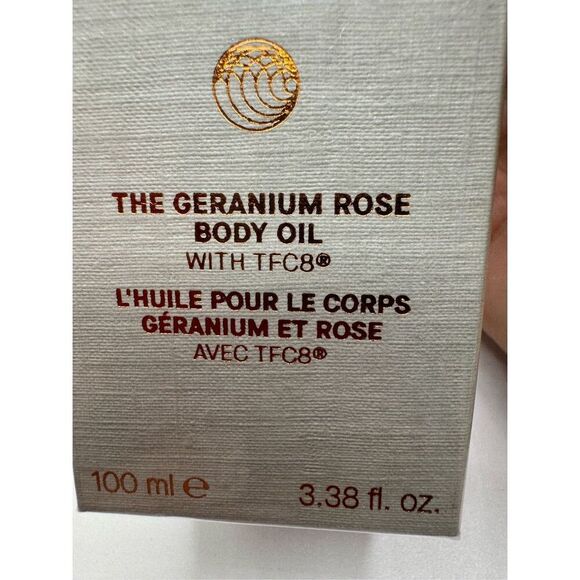 THE GERANIUM ROSE
BODY OIL
WITH TFC8®
L'HUILE POUR LE CORPS
GÉRANIUM ET ROSE
AVEC TFC8®
100 ml ℮ 3.38 fl. oz.